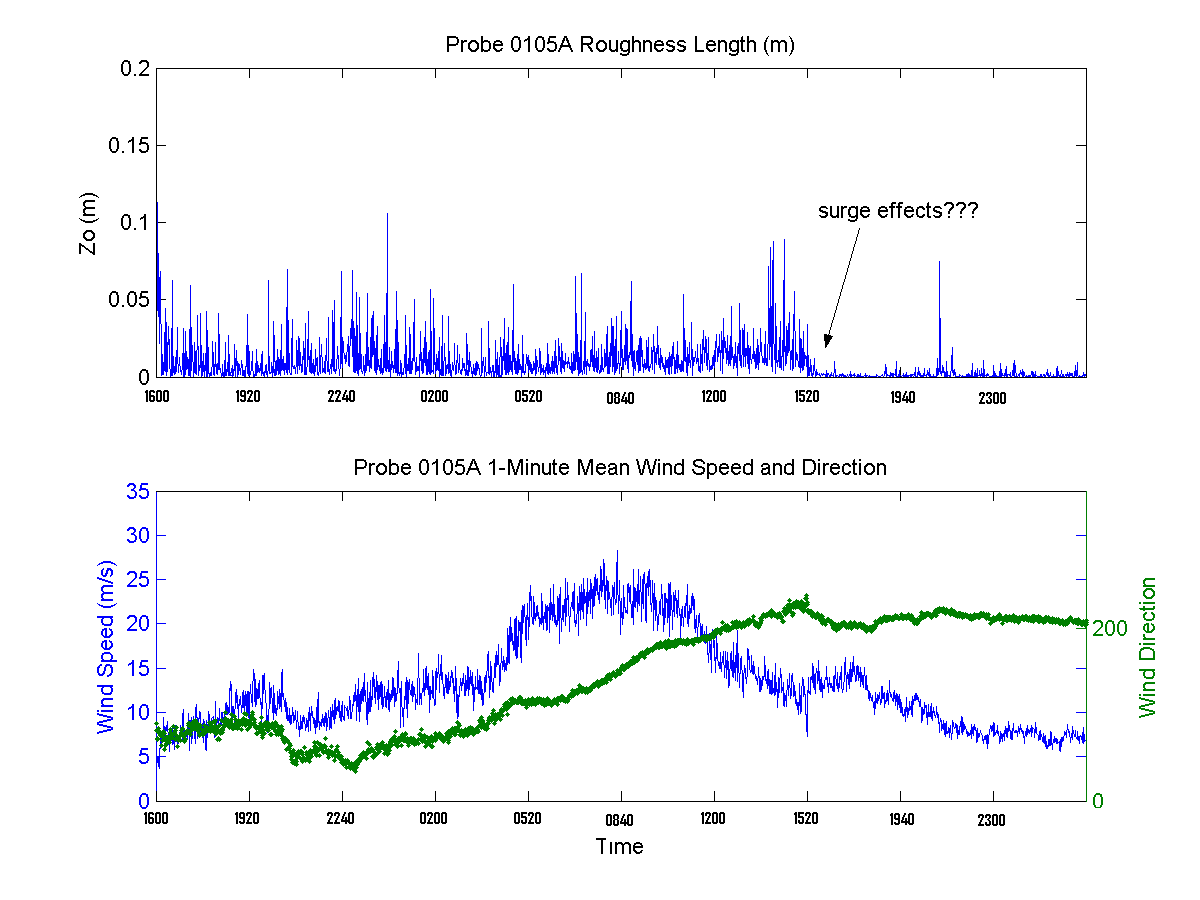 Probe 0105A Roughness Length (m)
0.2
0.15
0.1
0.05
0
Zo (m)
surge effects???
1600 1920 2240 0200 0520 0840 1200 1520 1940 2300
Probe 0105A 1-Minute Mean Wind Speed and Direction
35
30
25
20
15
10
5
0
Wind Speed (m/s)
200
0
Wind Direction
1600 1920 2240 0200 0520 0840 1200 1520 1940 2300
Tıme